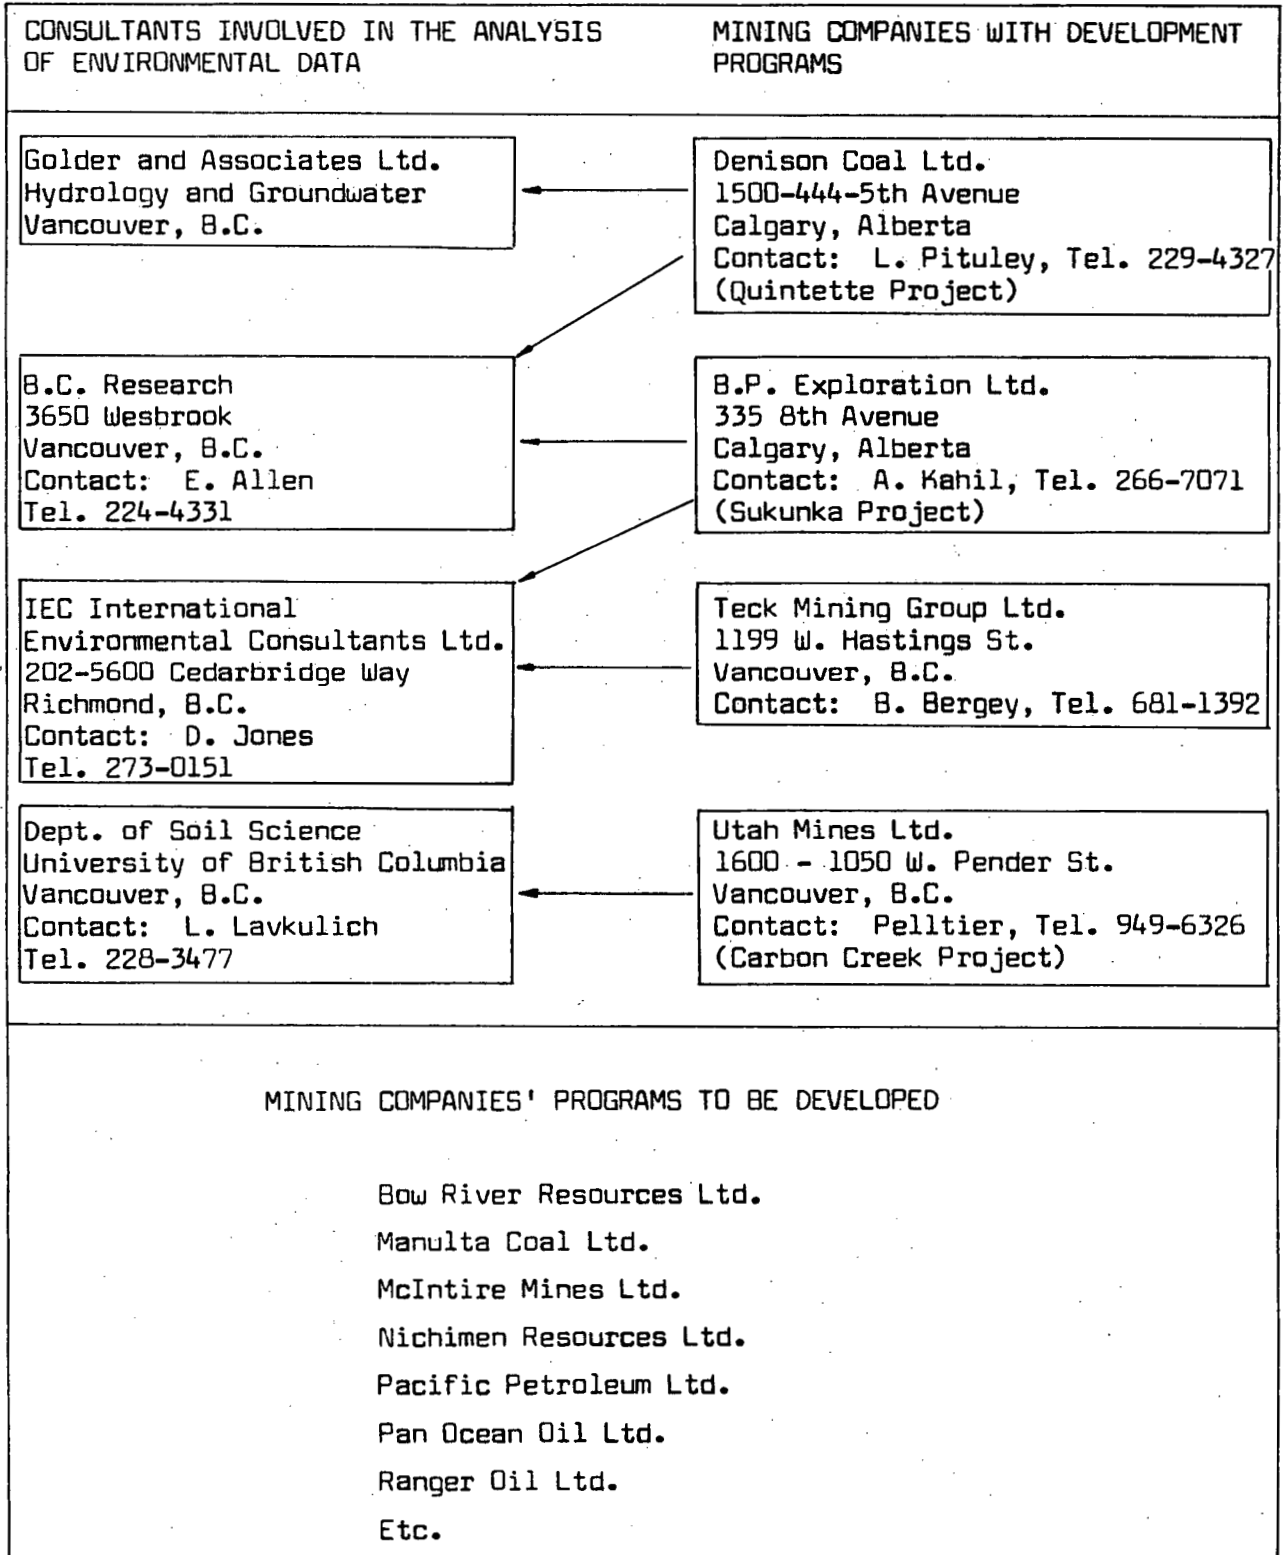 CONSULTANTS INVOLVED IN THE ANALYSIS
OF ENVIRONMENTAL DATA
MINING COMPANIES WITH DEVELOPMENT
PROGRAMS
Golder and Associates Ltd.
Hydrology and Groundwater
Vancouver, B.C.
Denison Coal Ltd.
1500-444-5th Avenue
Calgary, Alberta
Contact: L. Pituley, Tel. 229-4327
(Quintette Project)
B.C. Research
3650 Wesbrook
Vancouver, B.C.
Contact: E. Allen
Tel. 224-4331
B.P. Exploration Ltd.
335 8th Avenue
Calgary, Alberta
Contact: A. Kahil, Tel. 266-7071
(Sukunka Project)
IEC International
Environmental Consultants Ltd.
202-5600 Cedarbridge Way
Richmond, B.C.
Contact: D. Jones
Tel. 273-0151
Teck Mining Group Ltd.
1199 W. Hastings St.
Vancouver, B.C.
Contact: B. Bergey, Tel. 681-1392
Dept. of Soil Science
University of British Columbia
Vancouver, B.C.
Contact: L. Lavkulich
Tel. 228-3477
Utah Mines Ltd.
1600 - 1050 W. Pender St.
Vancouver, B.C.
Contact: Pelltier, Tel. 949-6326
(Carbon Creek Project)
MINING COMPANIES' PROGRAMS TO BE DEVELOPED
Bow River Resources Ltd.
Manulta Coal Ltd.
McIntire Mines Ltd.
Nichimen Resources Ltd.
Pacific Petroleum Ltd.
Pan Ocean Oil Ltd.
Ranger Oil Ltd.
Etc.